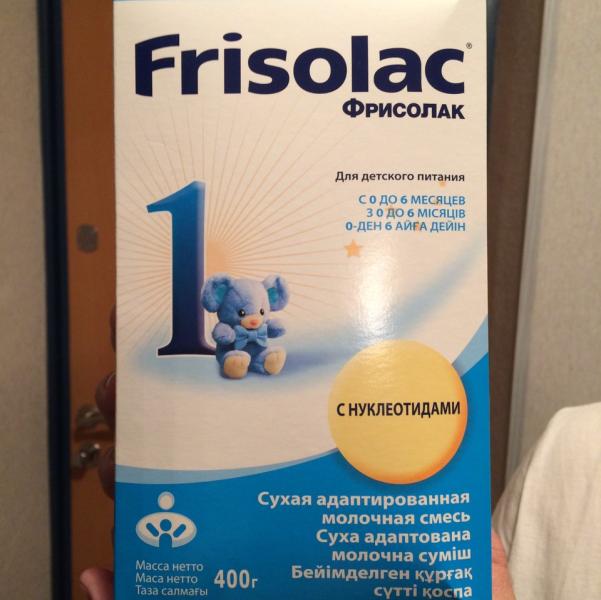 Frisolac®
ФРИСОЛАК
Для детского питания
С 0 ДО 6 МЕСЯЦЕВ
З 0 ДО 6 МІСЯЦІВ
0-ДЕН 6 АЙҒА ДЕЙІН
1
С НУКЛЕОТИДАМИ
Сухая адаптированная
молочная смесь
Суха адаптована
молочна суміш
Бейімделген құрғақ
сүтті қоспа
Масса нетто
Маса нетто
Таза салмағы 400г